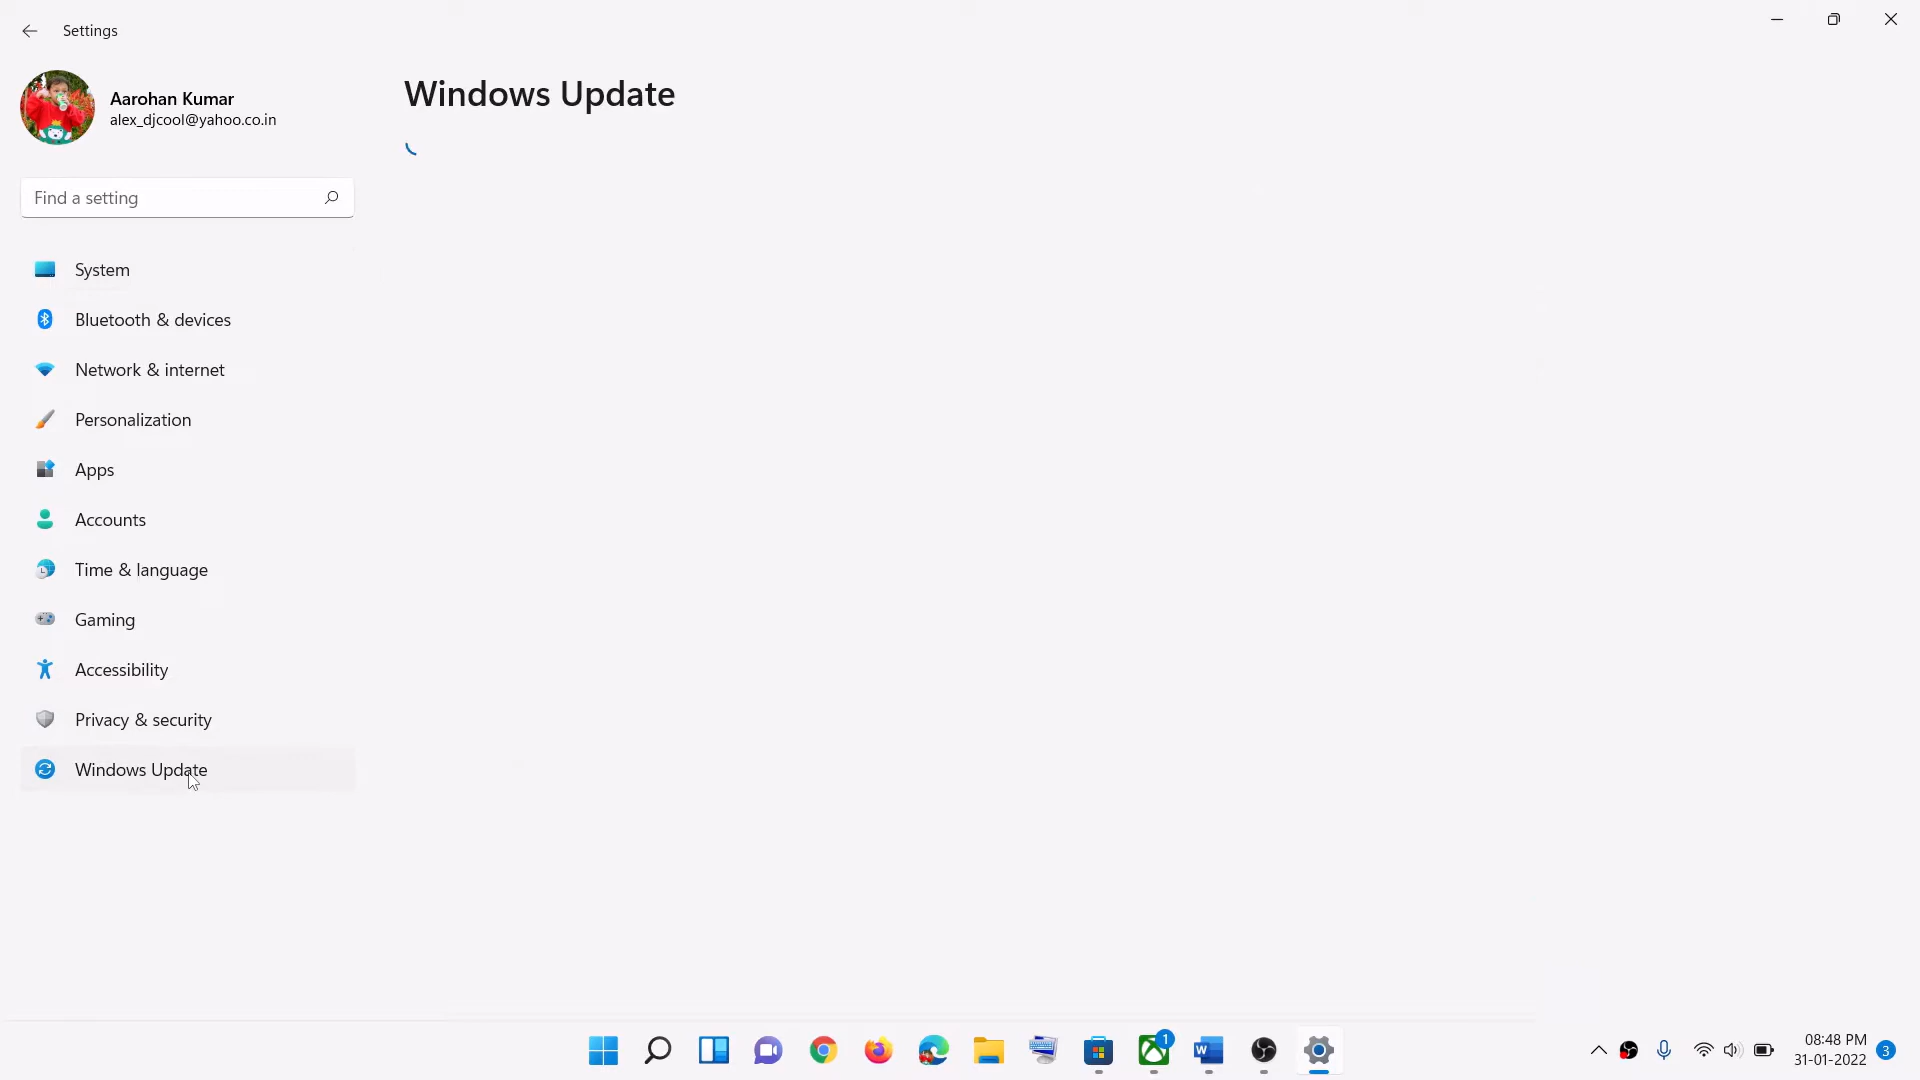 Settings
Aarohan Kumar
alex_djcool@yahoo.co.in
Find a setting
System
Bluetooth & devices
Network & internet
Personalization
Apps
Accounts
Time & language
Gaming
Accessibility
Privacy & security
Windows Update
Windows Update
1
W
08:48 PM
31-01-2022
3